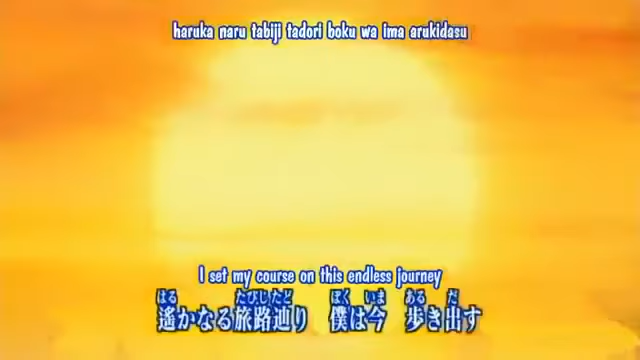 haruka naru tabiji tadori boku wa ima arukidasu
I set my course on this endless journey
はる たびじたど ぼく いま ある だ
遥かなる旅路辿り 僕は今 歩き出す